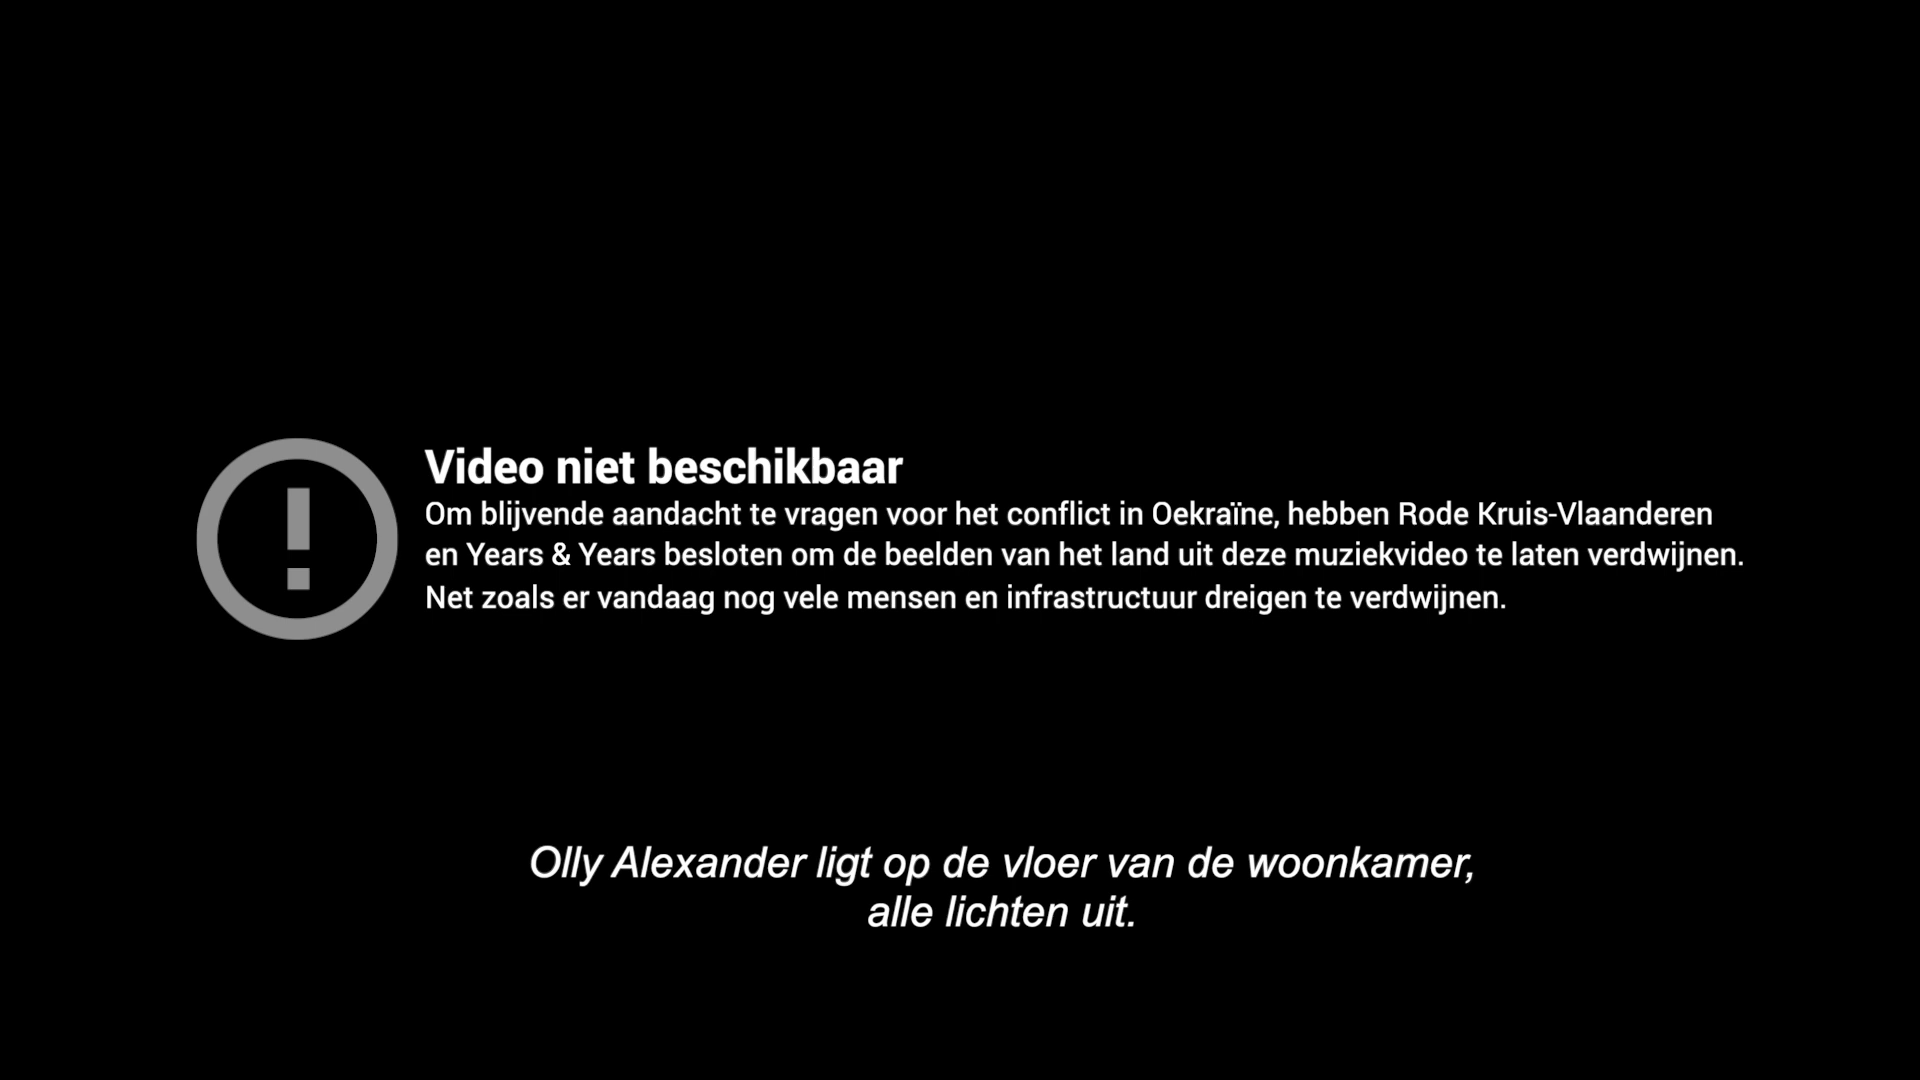 Video niet beschikbaar
Om blijvende aandacht te vragen voor het conflict in Oekraïne, hebben Rode Kruis-Vlaanderen
en Years & Years besloten om de beelden van het land uit deze muziekvideo te laten verdwijnen.
Net zoals er vandaag nog vele mensen en infrastructuur dreigen te verdwijnen.
Olly Alexander ligt op de vloer van de woonkamer,
alle lichten uit.